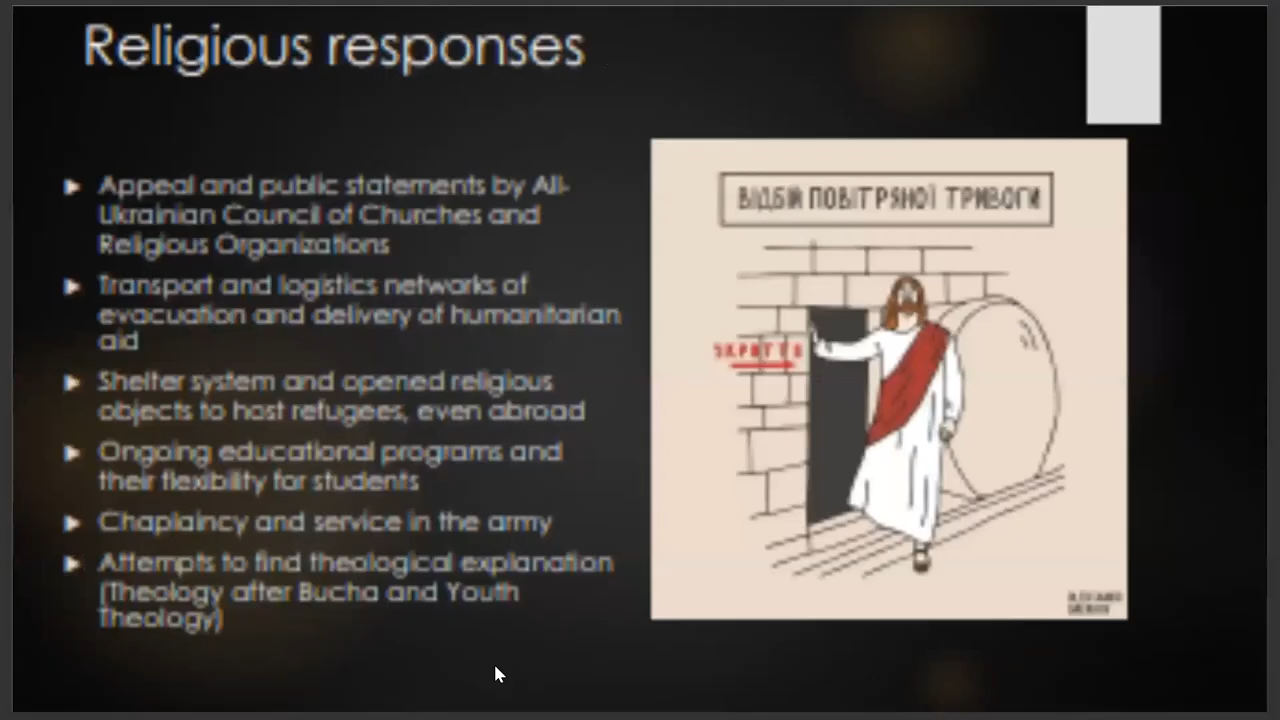 Religious responses
Appeal and public statements by All-
Ukrainian Council of Churches and
Religious Organizations
Transport and logistics networks of
evacuation and delivery of humanitarian
aid
Shelter system and opened religious
objects to host refugees, even abroad
Ongoing educational programs and
their flexibility for students
Chaplaincy and service in the army
Attempts to find theological explanation
(Theology after Bucha and Youth
Theology)
ВІДБІЙ ПОВІТРЯНОЇ ТРИВОГИ
УКРИТТЯ